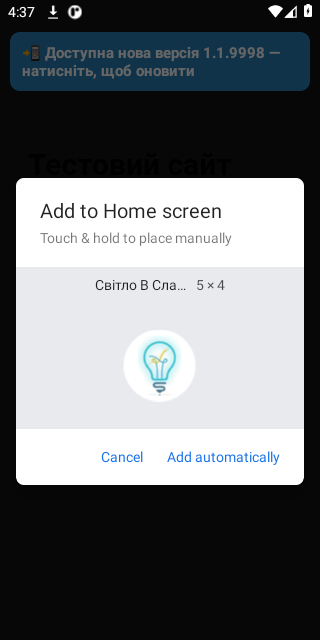 4:37
Доступна нова версія 1.1.9998 —
натисніть, щоб оновити
Тестовий сайт
Add to Home screen
Touch & hold to place manually
Світло В Сла… 5 × 4
Cancel Add automatically